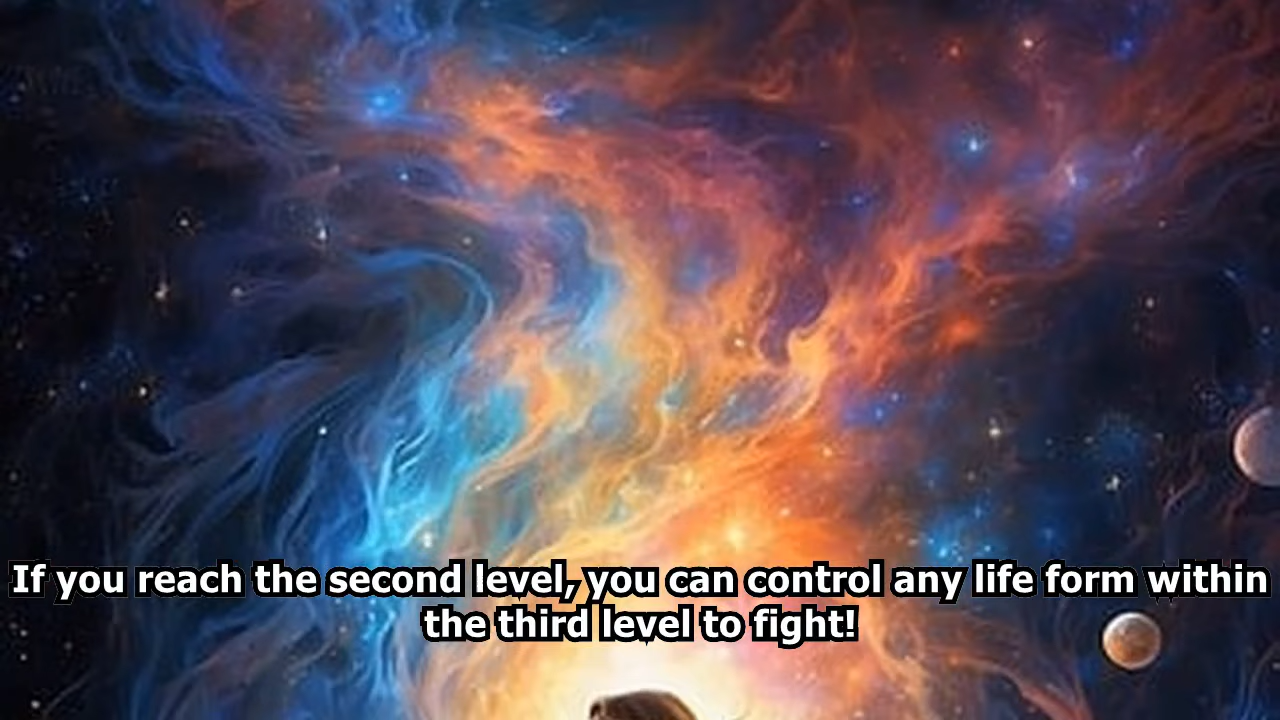 If you reach the second level, you can control any life form within
the third level to fight!